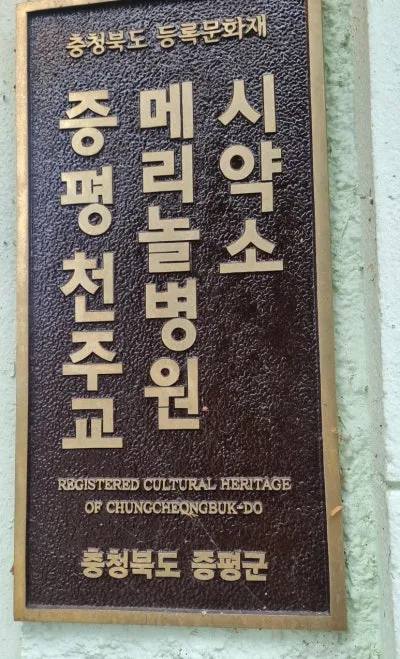 충청북도 등록문화재
증평천주교
메리놀병원
시약소
REGISTERED CULTURAL HERITAGE
OF CHUNGCHEONGBUK-DO
충청북도 증평군